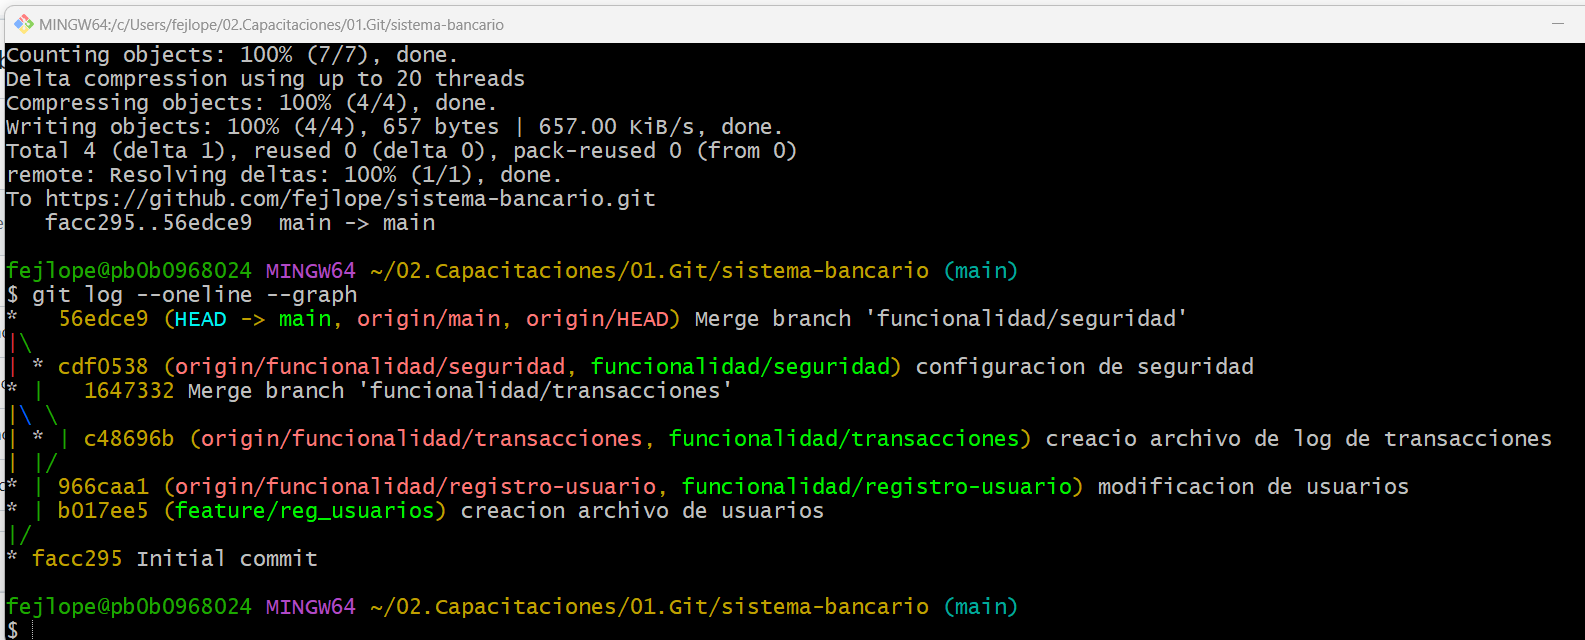 MINGW64:/c/Users/fejlope/02.Capacitaciones/01.Git/sistema-bancario
Counting objects: 100% (7/7), done.
Delta compression using up to 20 threads
Compressing objects: 100% (4/4), done.
Writing objects: 100% (4/4), 657 bytes | 657.00 KiB/s, done.
Total 4 (delta 1), reused 0 (delta 0), pack-reused 0 (from 0)
remote: Resolving deltas: 100% (1/1), done.
To https://github.com/fejlope/sistema-bancario.git
   facc295..56edce9  main -> main
fejlope@pb0b0968024 MINGW64 ~/02.Capacitaciones/01.Git/sistema-bancario (main)
$ git log --oneline --graph
*   56edce9 (HEAD -> main, origin/main, origin/HEAD) Merge branch 'funcionalidad/seguridad'
|\
| * cdf0538 (origin/funcionalidad/seguridad, funcionalidad/seguridad) configuracion de seguridad
* |   1647332 Merge branch 'funcionalidad/transacciones'
|\ \
| * | c48696b (origin/funcionalidad/transacciones, funcionalidad/transacciones) creacio archivo de log de transacciones
| |/
* | 966caa1 (origin/funcionalidad/registro-usuario, funcionalidad/registro-usuario) modificacion de usuarios
* | b017ee5 (feature/reg_usuarios) creacion archivo de usuarios
|/
* facc295 Initial commit
fejlope@pb0b0968024 MINGW64 ~/02.Capacitaciones/01.Git/sistema-bancario (main)
$